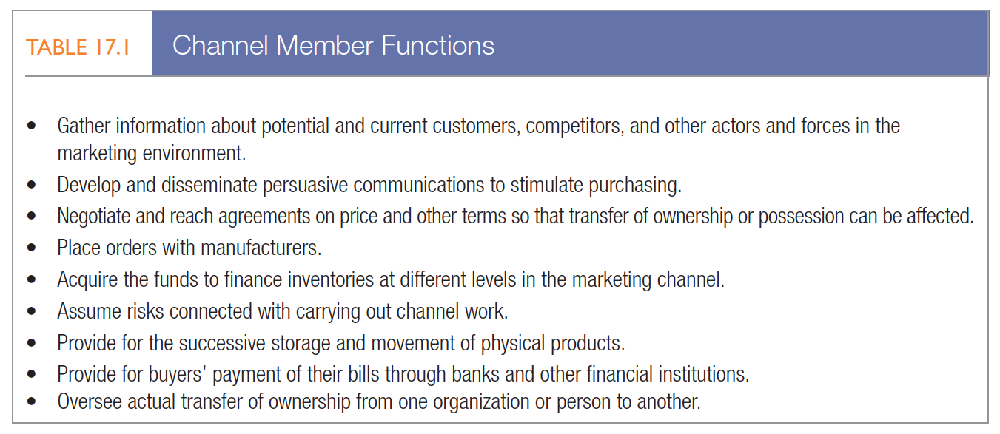 TABLE 17.1
Channel Member Functions
• Gather information about potential and current customers, competitors, and other actors and forces in the
marketing environment.
• Develop and disseminate persuasive communications to stimulate purchasing.
• Negotiate and reach agreements on price and other terms so that transfer of ownership or possession can be affected.
• Place orders with manufacturers.
• Acquire the funds to finance inventories at different levels in the marketing channel.
• Assume risks connected with carrying out channel work.
• Provide for the successive storage and movement of physical products.
• Provide for buyers’ payment of their bills through banks and other financial institutions.
• Oversee actual transfer of ownership from one organization or person to another.